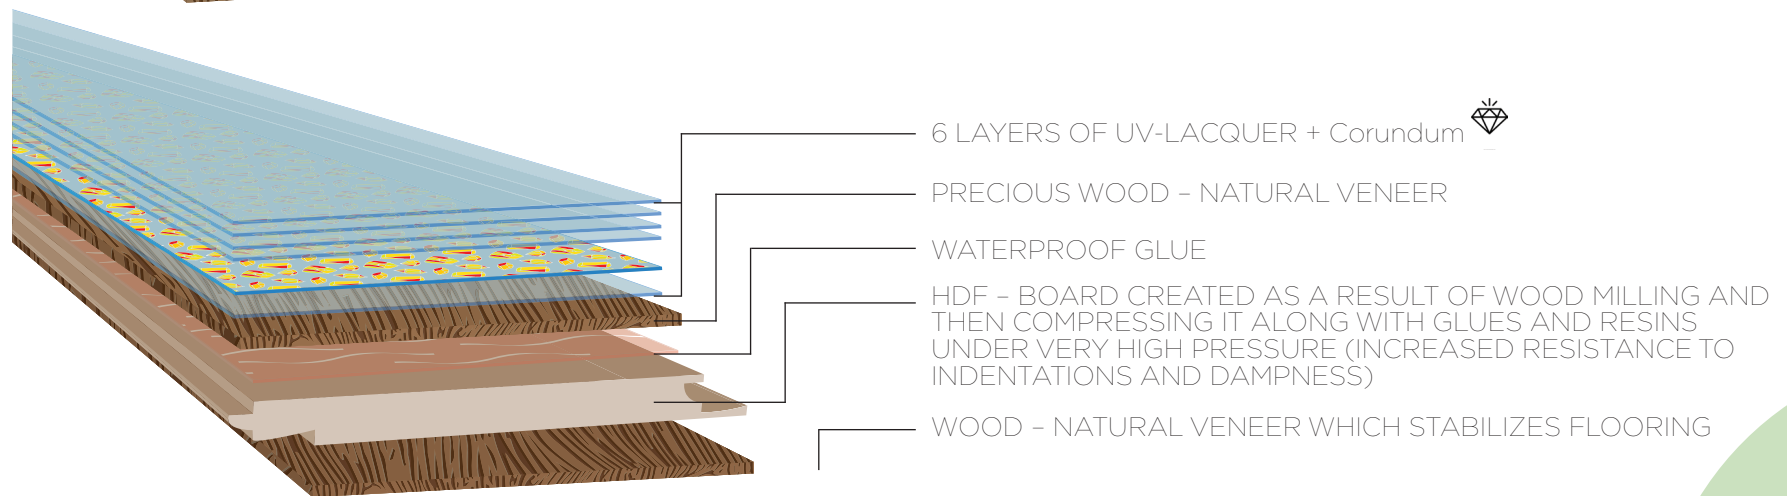 6 LAYERS OF UV-LACQUER + Corundum
PRECIOUS WOOD – NATURAL VENEER
WATERPROOF GLUE
HDF – BOARD CREATED AS A RESULT OF WOOD MILLING AND
THEN COMPRESSING IT ALONG WITH GLUES AND RESINS
UNDER VERY HIGH PRESSURE (INCREASED RESISTANCE TO
INDENTATIONS AND DAMPNESS)
WOOD – NATURAL VENEER WHICH STABILIZES FLOORING